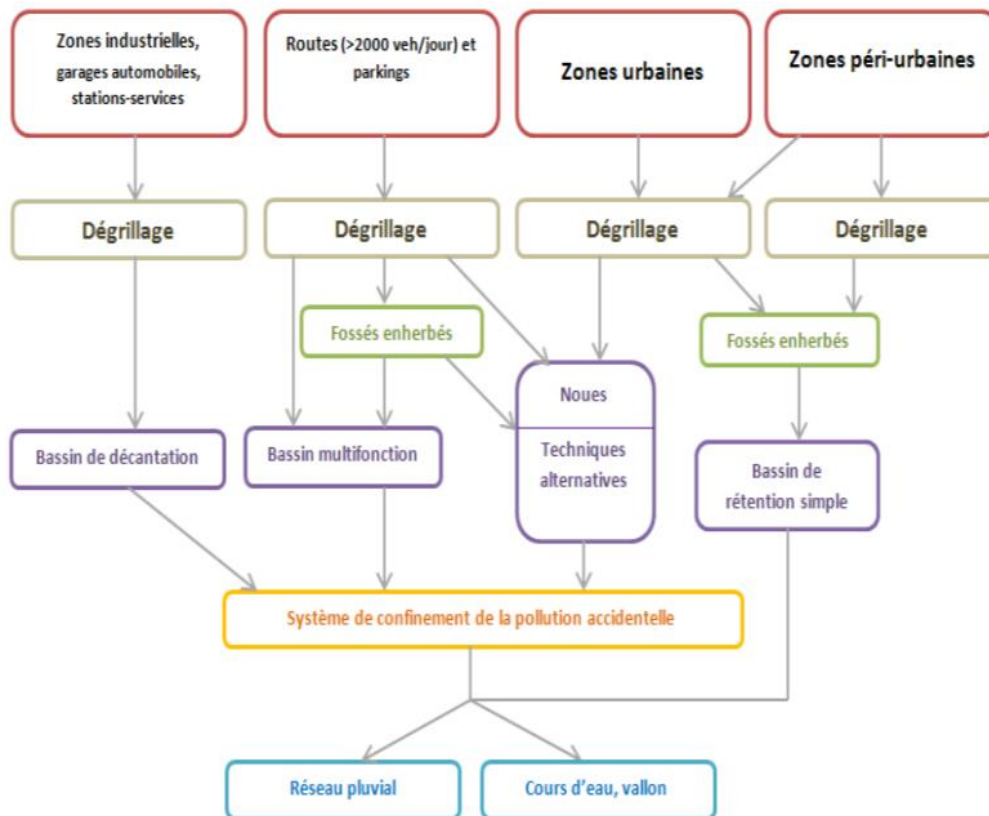 Zones industrielles,
garages automobiles,
stations-services
Routes (>2000 veh/jour) et
parkings
Zones urbaines
Zones péri-urbaines
Dégrillage
Dégrillage
Dégrillage
Dégrillage
Fossés enherbés
Fossés enherbés
Noues
Techniques
alternatives
Bassin de décantation
Bassin multifonction
Bassin de
rétention simple
Système de confinement de la pollution accidentelle
Réseau pluvial
Cours d'eau, vallon